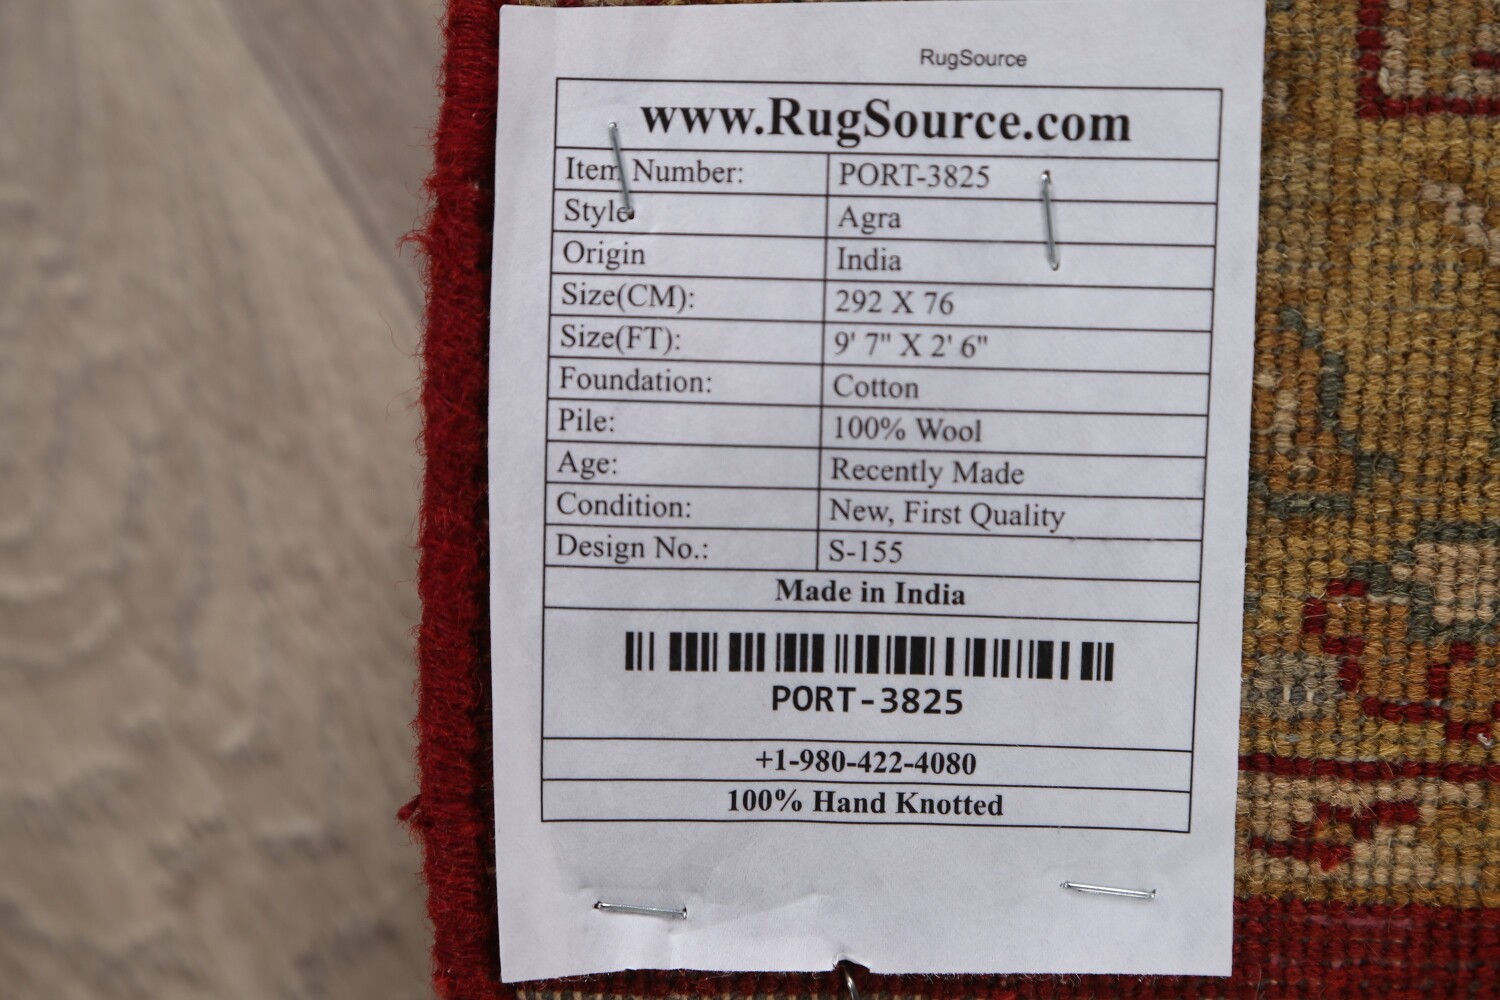 RugSource
www.RugSource.com
Item Number: PORT-3825
Style Agra
Origin India
Size(CM): 292 X 76
Size(FT): 9' 7" X 2' 6"
Foundation: Cotton
Pile: 100% Wool
Age: Recently Made
Condition: New, First Quality
Design No.: S-155
Made in India
PORT-3825
+1-980-422-4080
100% Hand Knotted